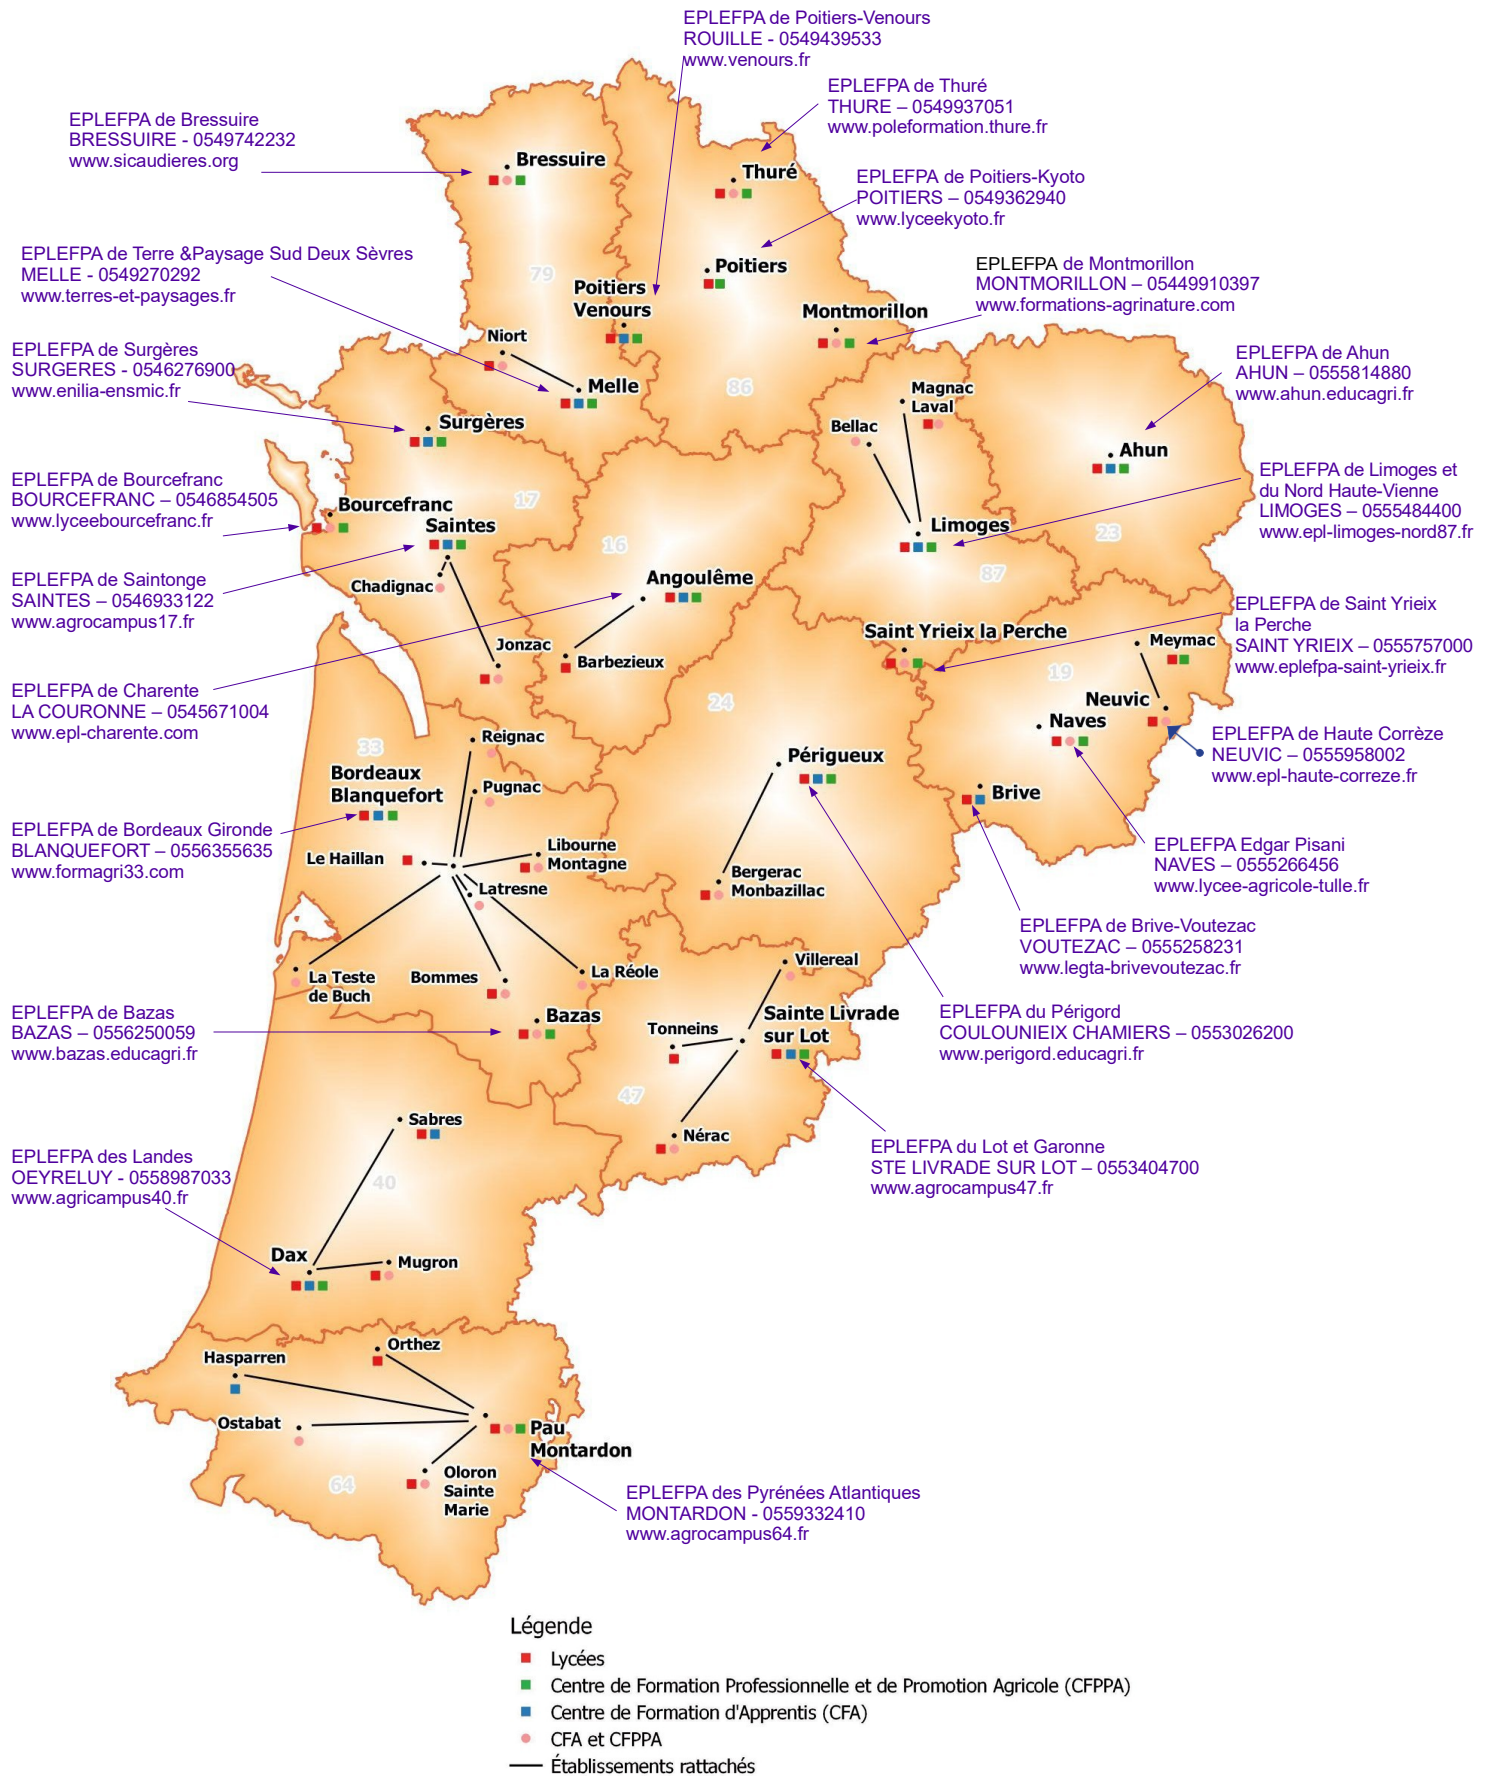 EPLEFPA de Poitiers-Venours
ROUILLE - 0549439533
www.venours.fr
EPLEFPA de Thuré
THURE – 0549937051
www.poleformation.thure.fr
EPLEFPA de Bressuire
BRESSUIRE - 0549742232
www.sicaudieres.org
Bressuire
Thuré
EPLEFPA de Poitiers-Kyoto
POITIERS – 0549362940
www.lyceekyoto.fr
EPLEFPA de Terre &Paysage Sud Deux Sèvres
MELLE - 0549270292
www.terres-et-paysages.fr
79
Poitiers
Poitiers
Venours
EPLEFPA de Montmorillon
MONTMORILLON – 05449910397
www.formations-agrinature.com
Montmorillon
Niort
Melle
86
EPLEFPA de Surgères
SURGERES - 0546276900
www.enilia-ensmic.fr
EPLEFPA de Ahun
AHUN – 0555814880
www.ahun.educagri.fr
Magnac
Laval
Bellac
Surgères
Ahun
EPLEFPA de Bourcefranc
BOURCEFRANC – 0546854505
www.lyceebourcefranc.fr
Bourcefranc
17
Saintes
EPLEFPA de Limoges et
du Nord Haute-Vienne
LIMOGES – 0555484400
www.epl-limoges-nord87.fr
Limoges
23
16
87
EPLEFPA de Saintonge
SAINTES – 0546933122
www.agrocampus17.fr
Chadignac
Angoulême
EPLEFPA de Saint Yrieix
la Perche
SAINT YRIEIX – 0555757000
www.eplefpa-saint-yrieix.fr
Saint Yrieix la Perche
Meymac
Jonzac
Barbezieux
19
EPLEFPA de Charente
LA COURONNE – 0545671004
www.epl-charente.com
24
Neuvic
Naves
EPLEFPA de Haute Corrèze
NEUVIC – 0555958002
www.epl-haute-correze.fr
33
Reignac
Bordeaux
Blanquefort
Pugnac
Périgueux
Brive
EPLEFPA de Bordeaux Gironde
BLANQUEFORT – 0556355635
www.formagri33.com
Le Haillan
Libourne
Montagne
EPLEFPA Edgar Pisani
NAVES – 0555266456
www.lycee-agricole-tulle.fr
Latresne
Bergerac
Monbazillac
EPLEFPA de Brive-Voutezac
VOUTEZAC – 0555258231
www.legta-brivevoutezac.fr
La Teste
de Buch
Bommes
La Réole
Villereal
EPLEFPA de Bazas
BAZAS – 0556250059
www.bazas.educagri.fr
Bazas
Tonneins
Sainte Livrade
sur Lot
EPLEFPA du Périgord
COULOUNIEIX CHAMIERS – 0553026200
www.perigord.educagri.fr
47
Sabres
Nérac
EPLEFPA du Lot et Garonne
STE LIVRADE SUR LOT – 0553404700
www.agrocampus47.fr
EPLEFPA des Landes
OEYRELUY - 0558987033
www.agricampus40.fr
40
Dax
Mugron
Orthez
Hasparren
Ostabat
Pau
Montardon
Oloron
Sainte
Marie
64
EPLEFPA des Pyrénées Atlantiques
MONTARDON - 0559332410
www.agrocampus64.fr
Légende
Lycées
Centre de Formation Professionnelle et de Promotion Agricole (CFPPA)
Centre de Formation d'Apprentis (CFA)
CFA et CFPPA
Établissements rattachés